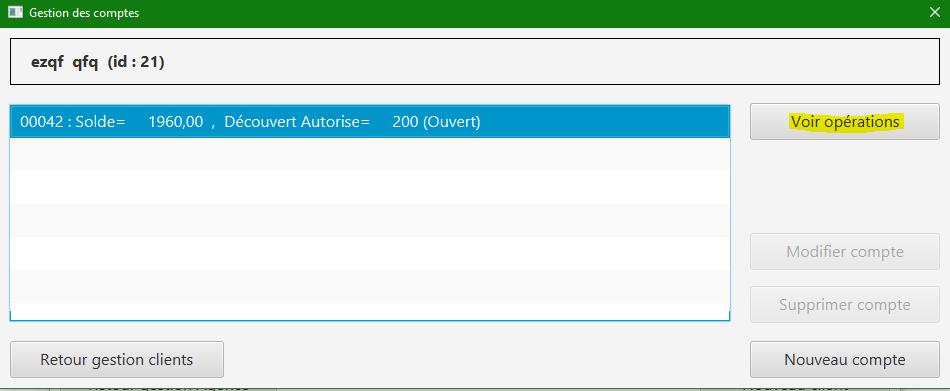 Gestion des comptes
ezqf qfq (id : 21)
00042 : Solde= 1960,00 , Découvert Autorise= 200 (Ouvert)
Voir opérations
Modifier compte
Supprimer compte
Retour gestion clients
Nouveau compte